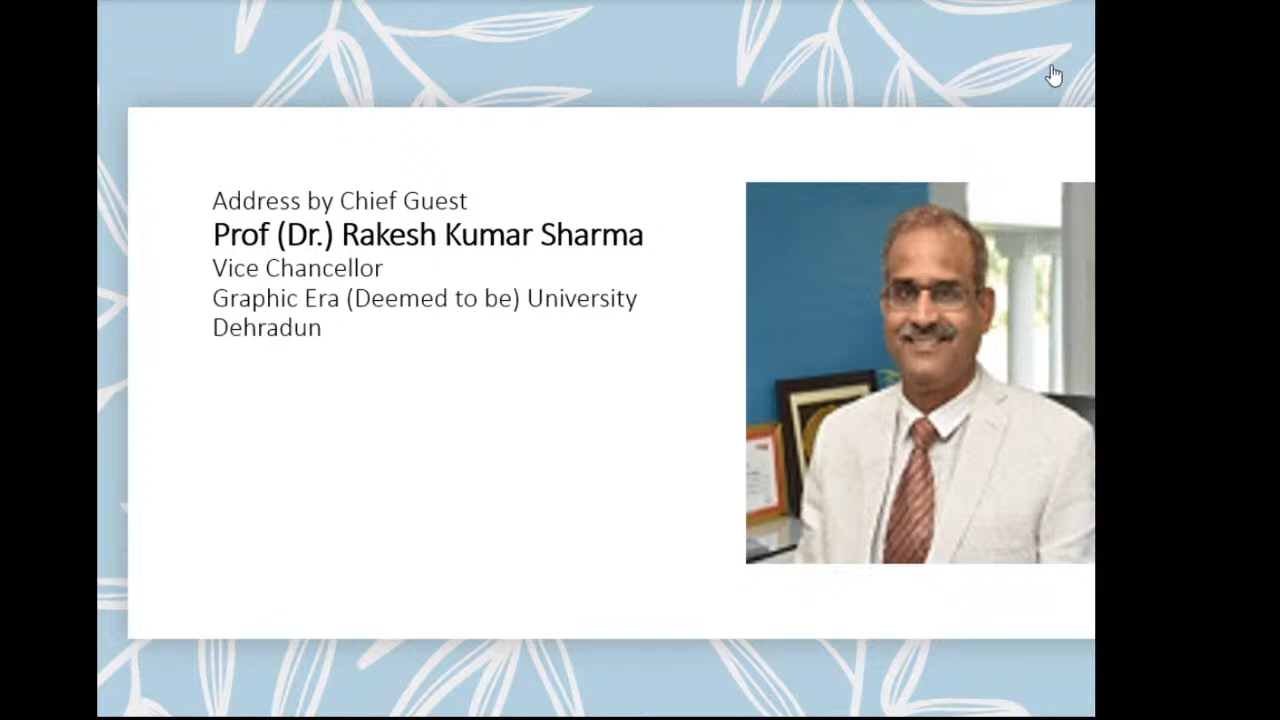 Address by Chief Guest
Prof (Dr.) Rakesh Kumar Sharma
Vice Chancellor
Graphic Era (Deemed to be) University
Dehradun